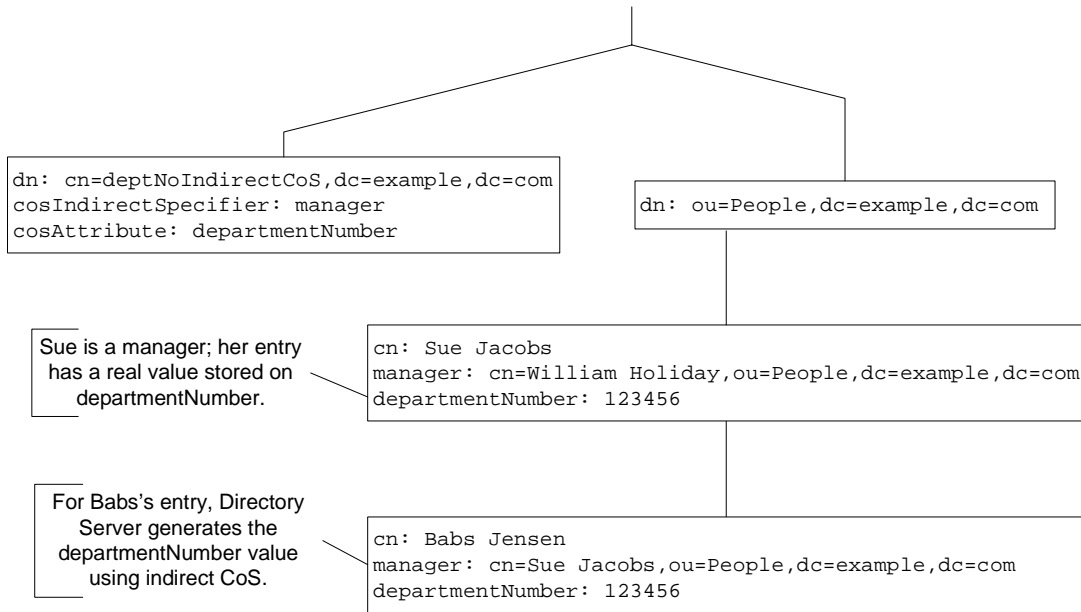 dn: cn=deptNoIndirectCoS,dc=example,dc=com
cosIndirectSpecifier: manager
cosAttribute: departmentNumber
dn: ou=People,dc=example,dc=com
Sue is a manager; her entry
has a real value stored on
departmentNumber.
cn: Sue Jacobs
manager: cn=William Holiday,ou=People,dc=example,dc=com
departmentNumber: 123456
For Babs's entry, Directory
Server generates the
departmentNumber value
using indirect CoS.
cn: Babs Jensen
manager: cn=Sue Jacobs,ou=People,dc=example,dc=com
departmentNumber: 123456